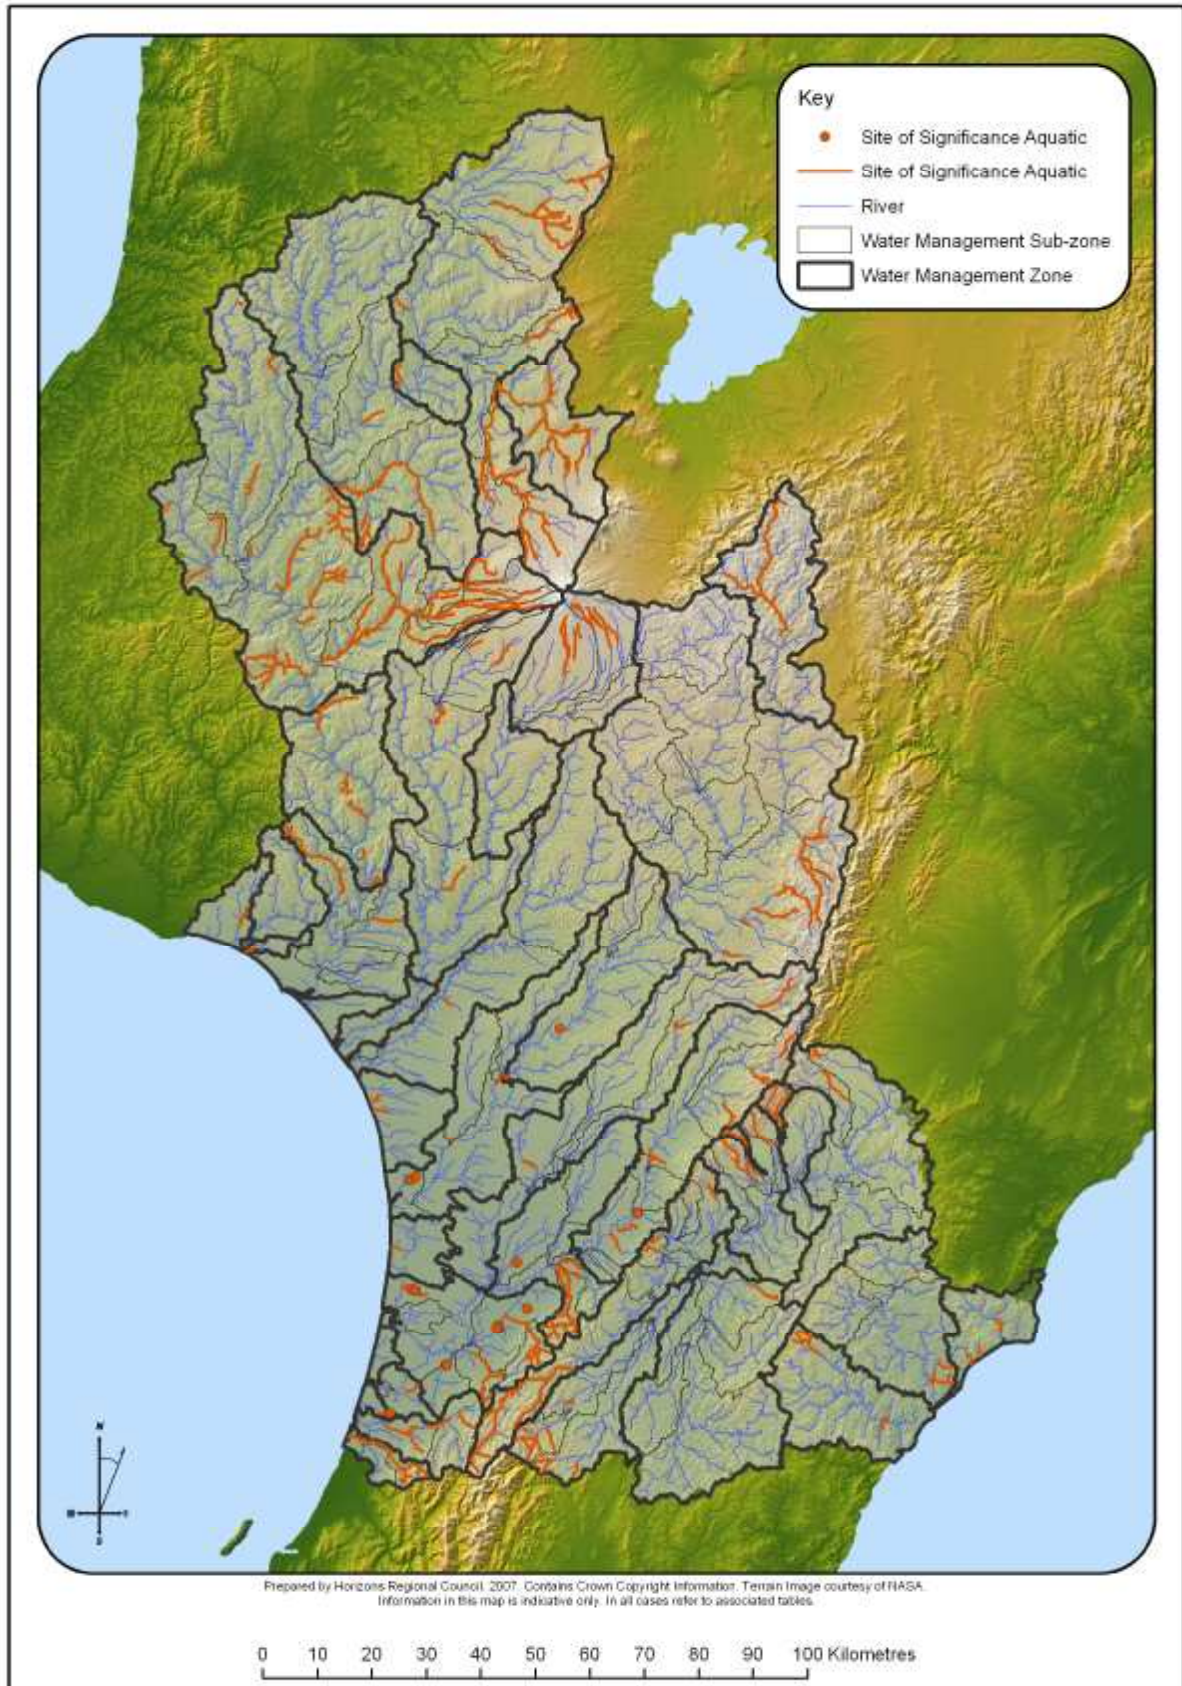 Key
Site of Significance Aquatic
Site of Significance Aquatic
River
Water Management Sub-zone
Water Management Zone
N
S
Prepared by Horizons Regional Council. 2007. Contains Crown Copyright Information. Terrain Image courtesy of NASA.
Information in this map is indicative only. In all cases refer to associated tables.
0 10 20 30 40 50 60 70 80 90 100 Kilometres